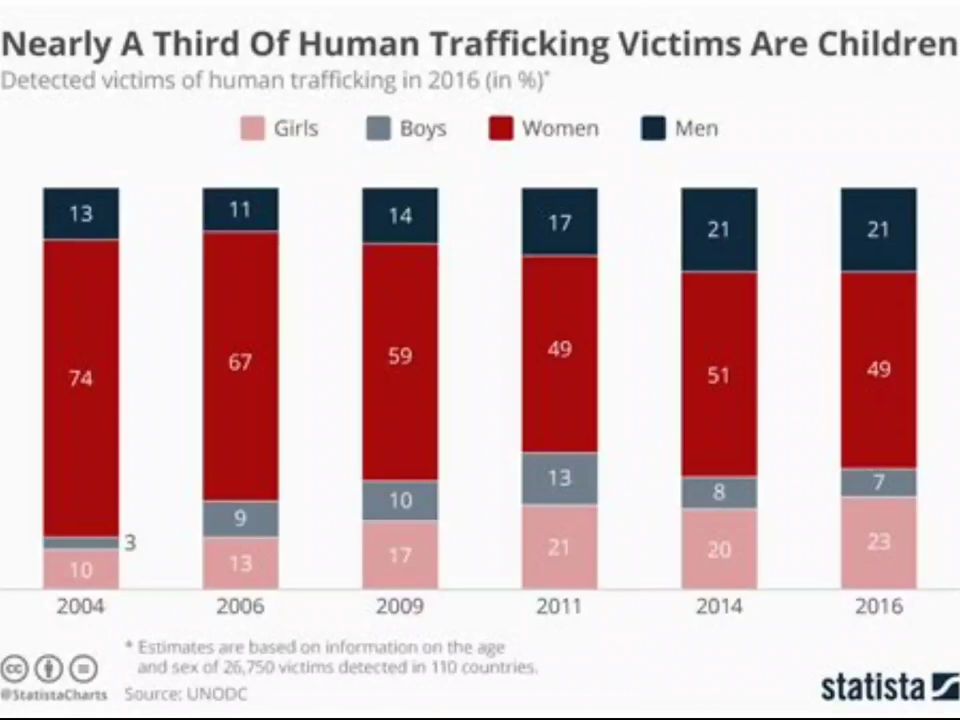 Nearly A Third Of Human Trafficking Victims Are Children
Detected victims of human trafficking in 2016 (in %)*
Girls Boys Women Men
13 11 14 17 21 21
74 67 59 49 51 49
3 9 10 13 8 7
10 13 17 21 20 23
2004 2006 2009 2011 2014 2016
* Estimates are based on information on the age
and sex of 26,750 victims detected in 110 countries.
cc
@StatistaCharts Source: UNODC
statista